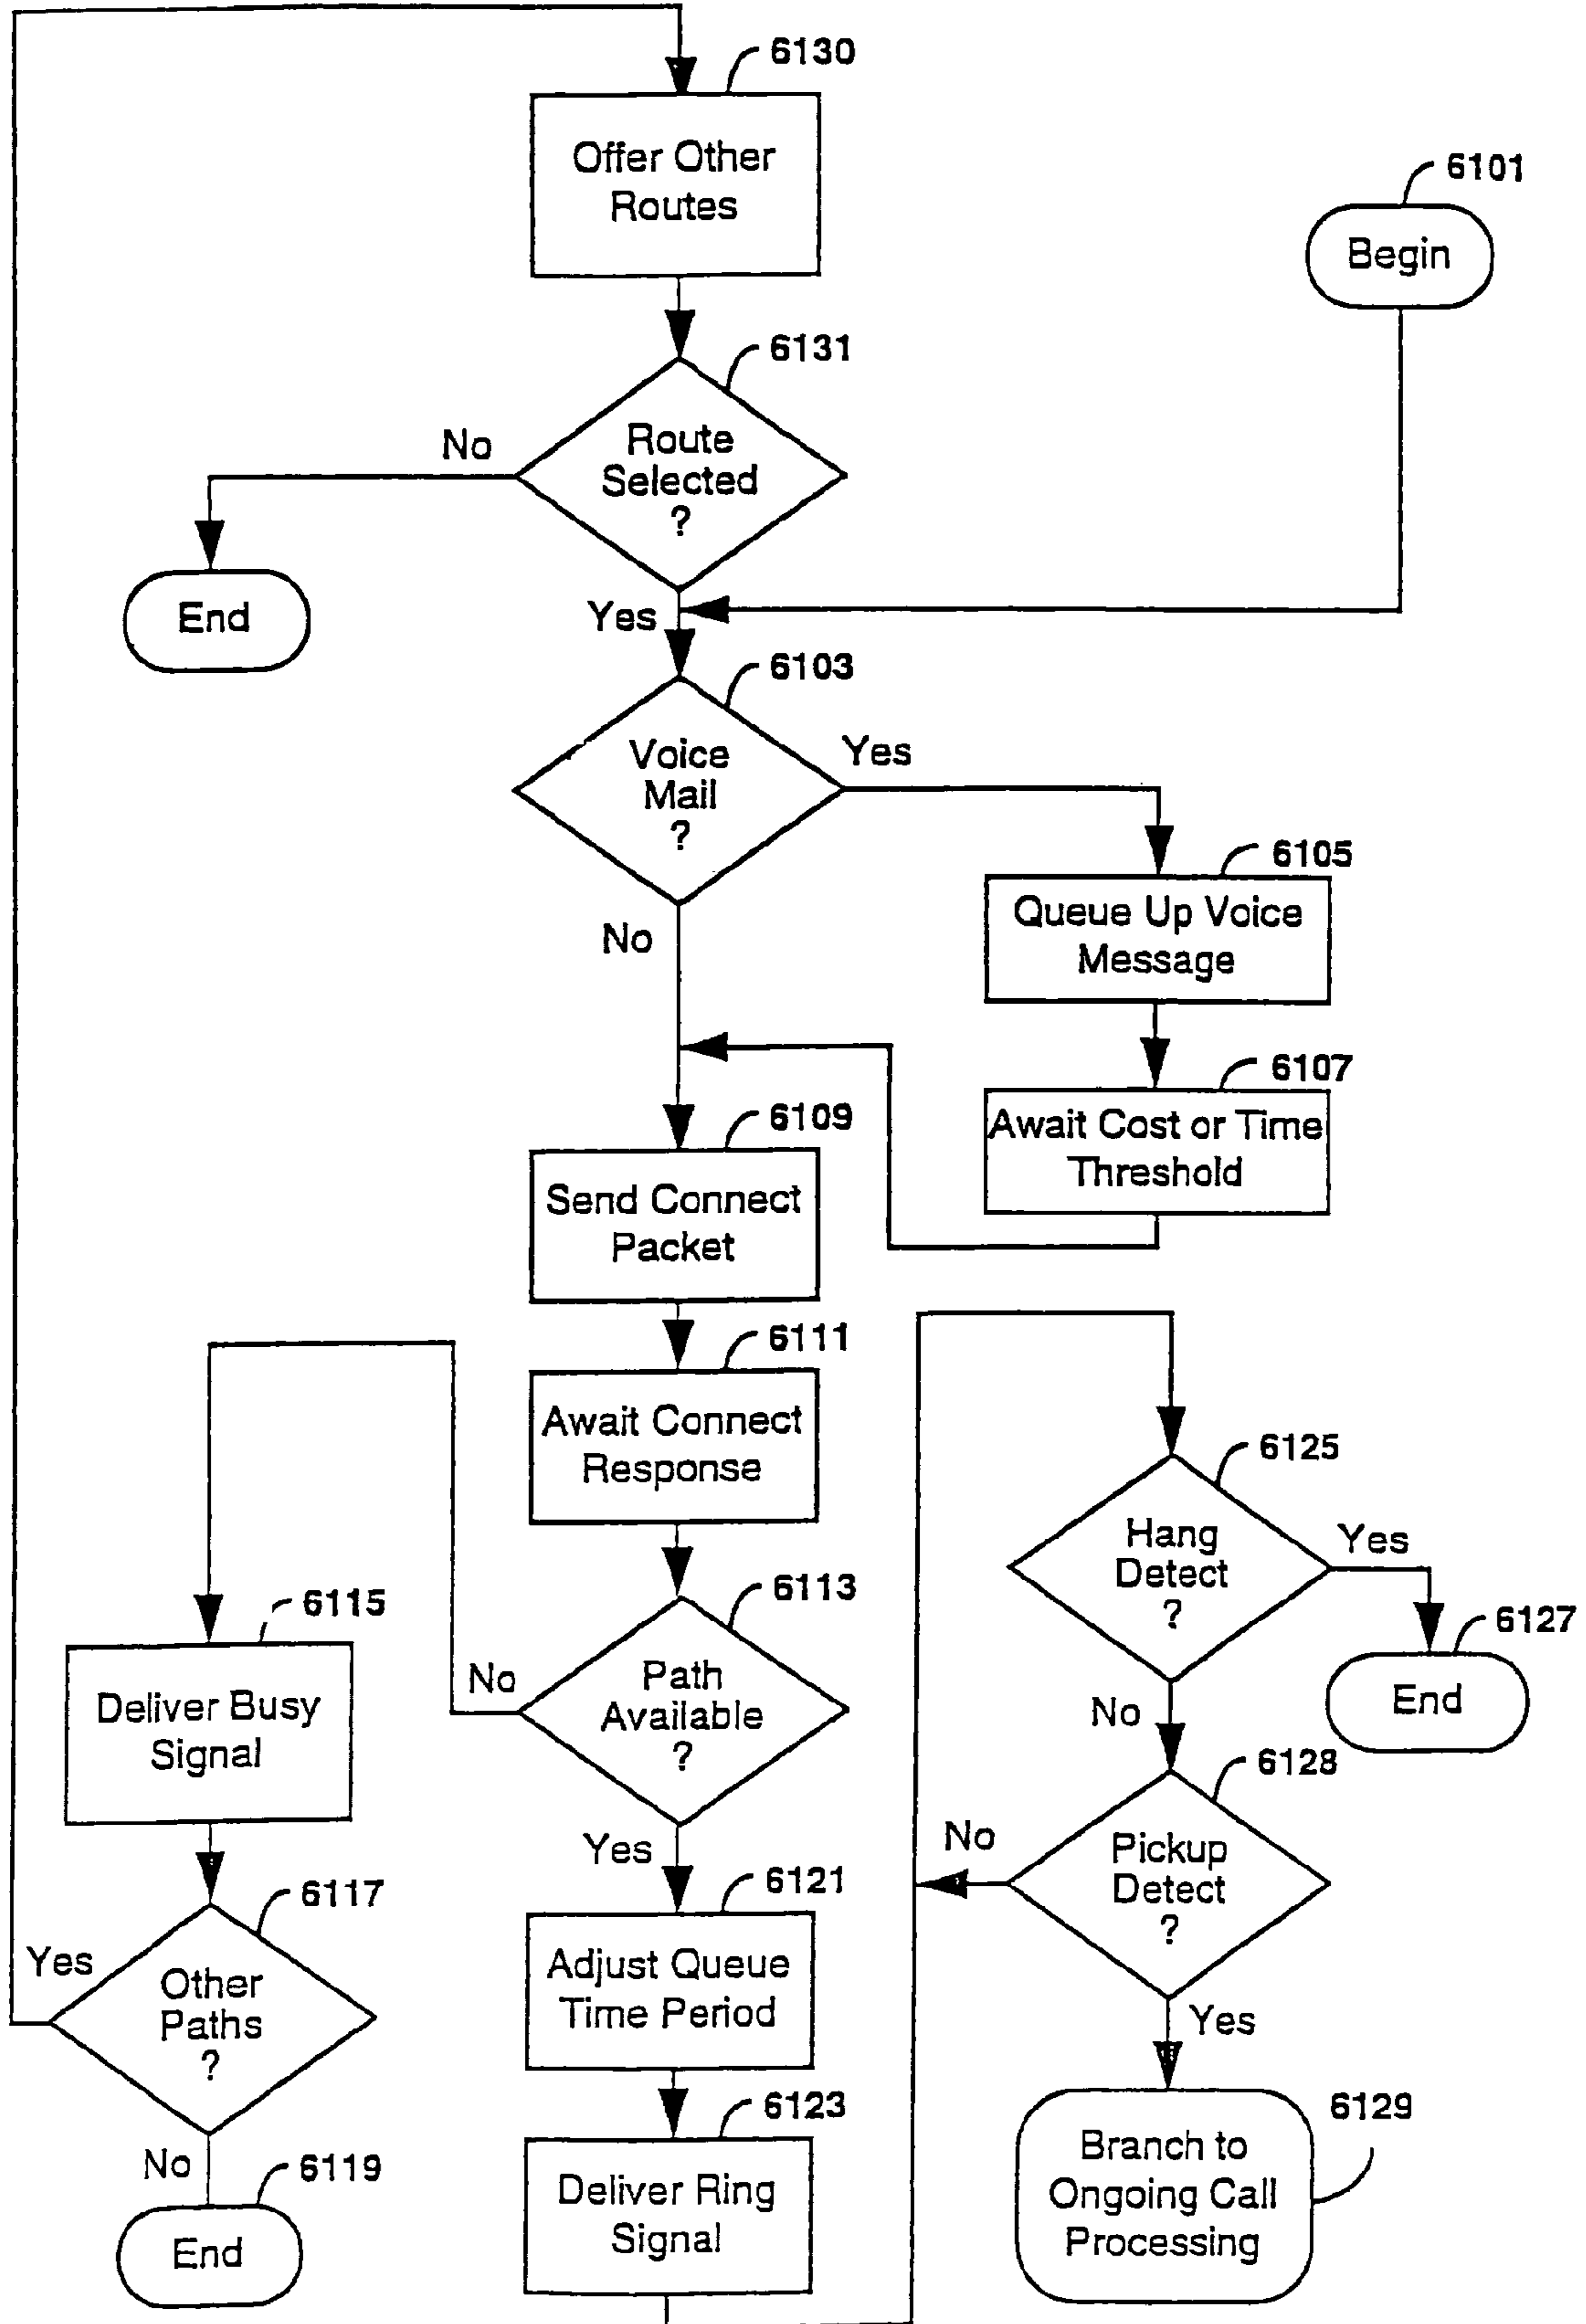 6130
Offer Other
Routes
6101
Begin
6131
Route
Selected
?
No
End
Yes
6103
Voice
Mail
?
Yes
6105
Queue Up Voice
Message
No
6107
Await Cost or Time
Threshold
6109
Send Connect
Packet
6111
Await Connect
Response
6125
Hang
Detect
?
Yes
6127
End
6113
Path
Available
?
No
6115
Deliver Busy
Signal
No
6128
Pickup
Detect
?
No
Yes
6121
Adjust Queue
Time Period
6117
Other
Paths
?
Yes
Yes
6123
Deliver Ring
Signal
6129
Branch to
Ongoing Call
Processing
No
6119
End